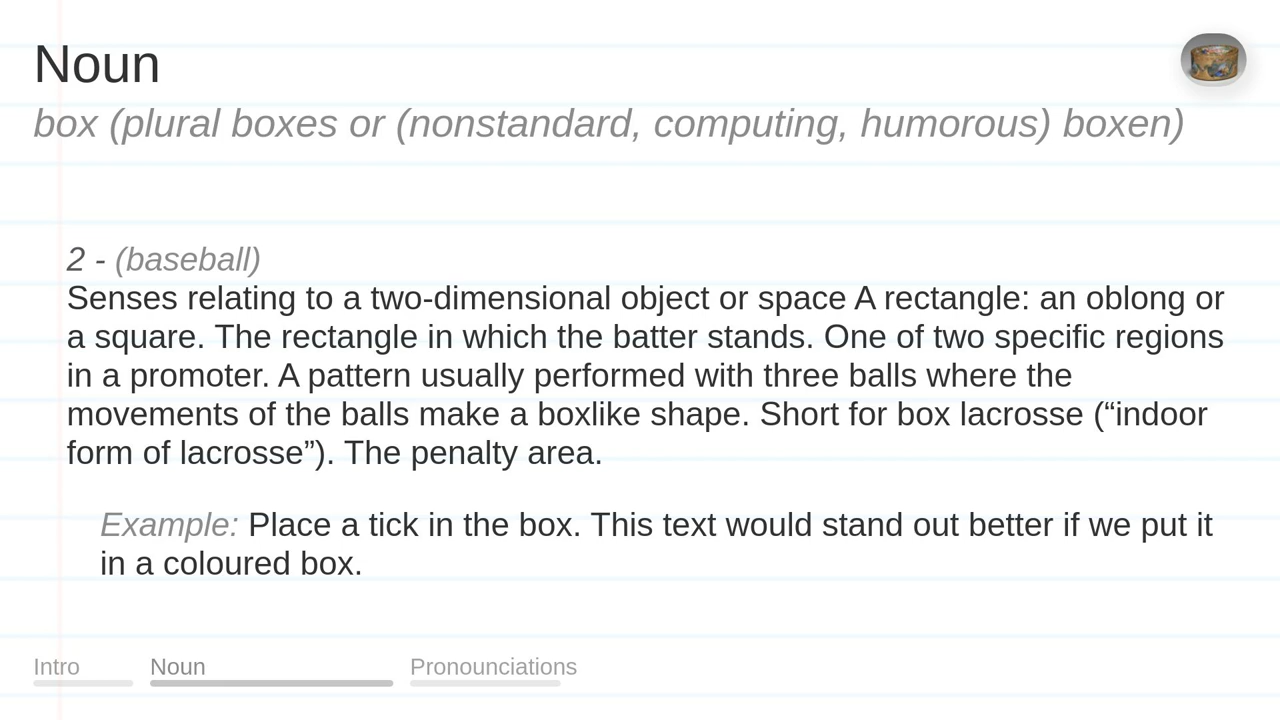 Noun
box (plural boxes or (nonstandard, computing, humorous) boxen)
2 - (baseball)
Senses relating to a two-dimensional object or space A rectangle: an oblong or
a square. The rectangle in which the batter stands. One of two specific regions
in a promoter. A pattern usually performed with three balls where the
movements of the balls make a boxlike shape. Short for box lacrosse (“indoor
form of lacrosse”). The penalty area.
Example: Place a tick in the box. This text would stand out better if we put it
in a coloured box.
Intro Noun Pronounciations